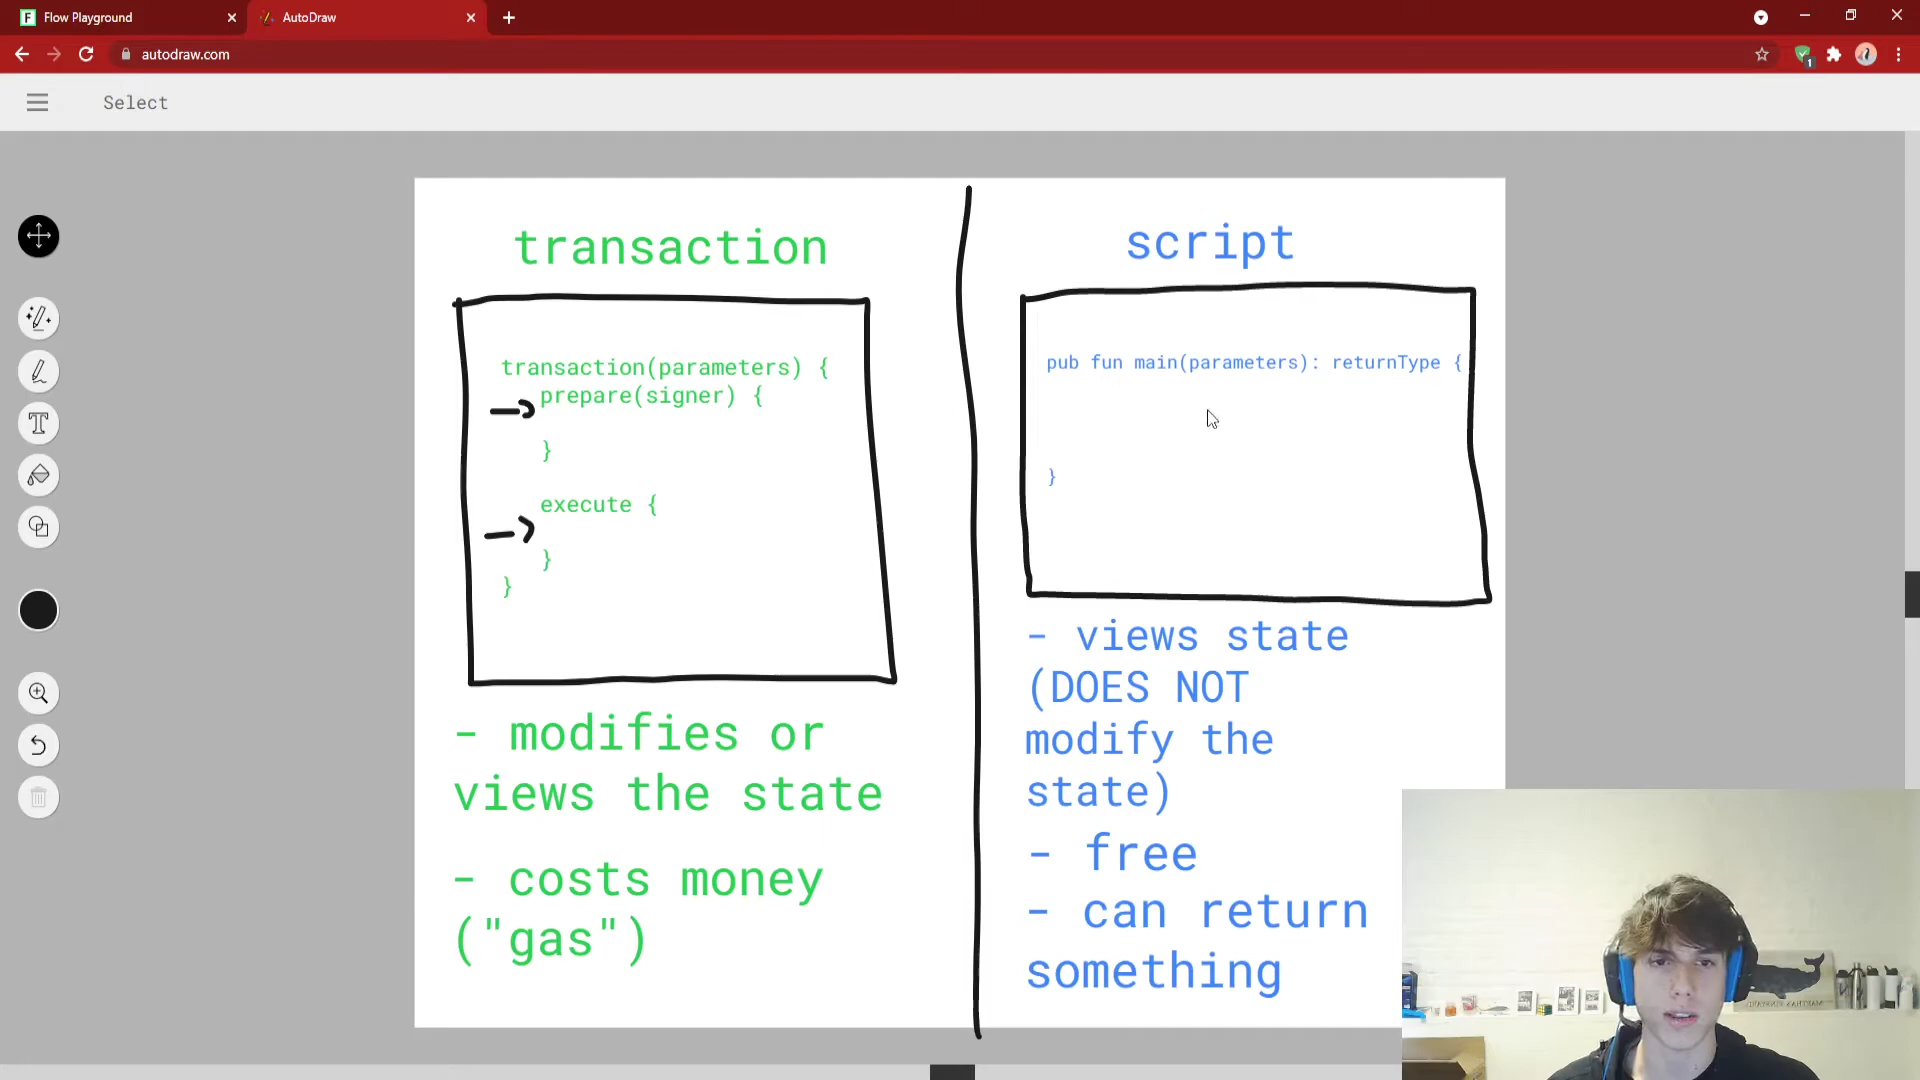 Flow Playground
AutoDraw
autodraw.com
1
Select
transaction
transaction(parameters) {
prepare(signer) {
}
execute {
}
}
- modifies or
views the state
- costs money
("gas")
script
pub fun main(parameters): returnType {
}
- views state
(DOES NOT
modify the
state)
- free
- can return
something